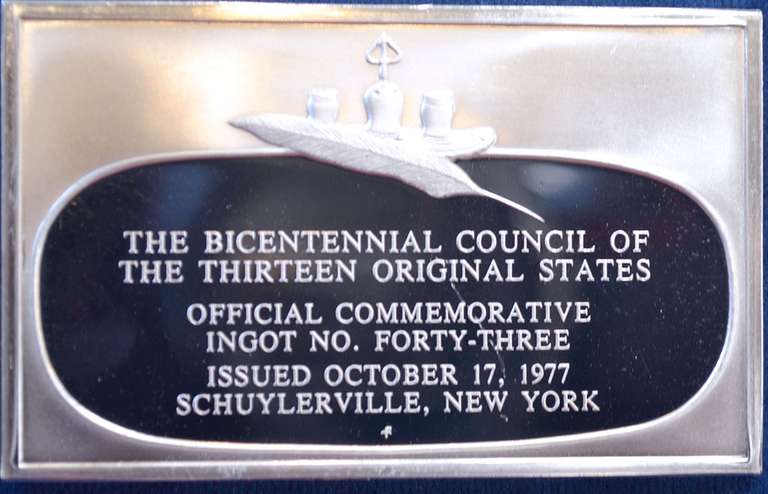 THE BICENTENNIAL COUNCIL OF
THE THIRTEEN ORIGINAL STATES
OFFICIAL COMMEMORATIVE
INGOT NO. FORTY-THREE
ISSUED OCTOBER 17, 1977
SCHUYLERVILLE, NEW YORK